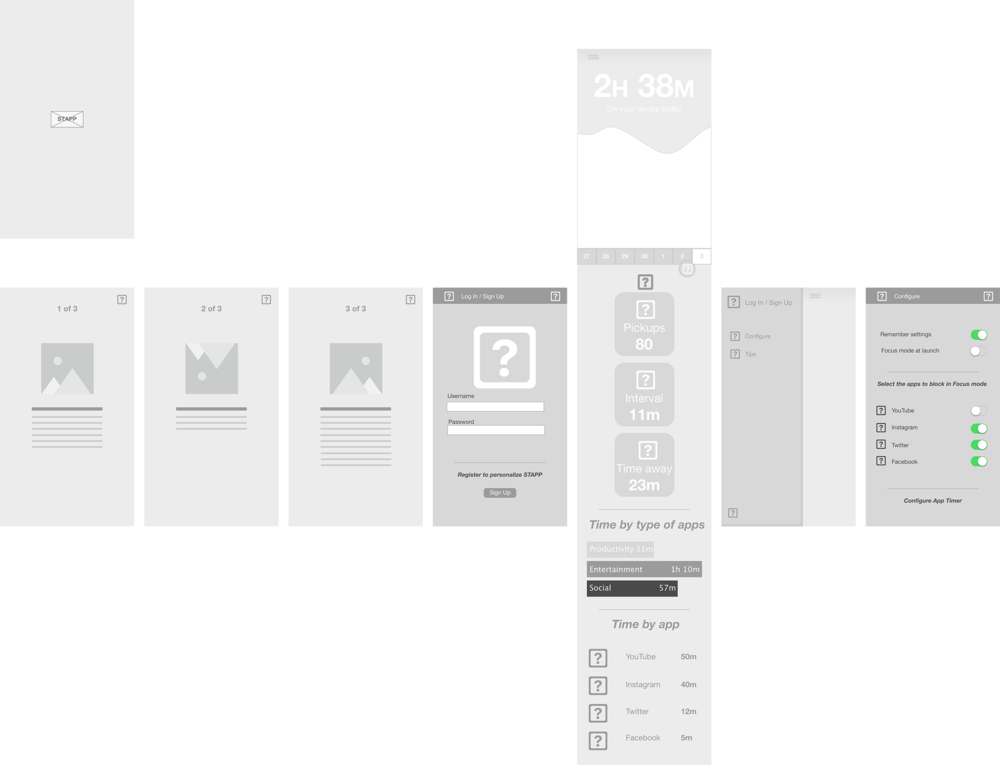 STAPP
1 of 3
2 of 3
3 of 3
Log In / Sign Up
Username
Password
Register to personalize STAPP
Sign Up
2H 38M
On your device today
27 28 29 30 1 2 3
Pickups
80
Interval
11m
Time away
23m
Time by type of apps
Productivity 31m
Entertainment 1h 10m
Social 57m
Time by app
YouTube 50m
Instagram 40m
Twitter 12m
Facebook 5m
Log In / Sign Up
Configure
Tips
Configure
Remember settings
Focus mode at launch
Select the apps to block in Focus mode
YouTube
Instagram
Twitter
Facebook
Configure App Timer